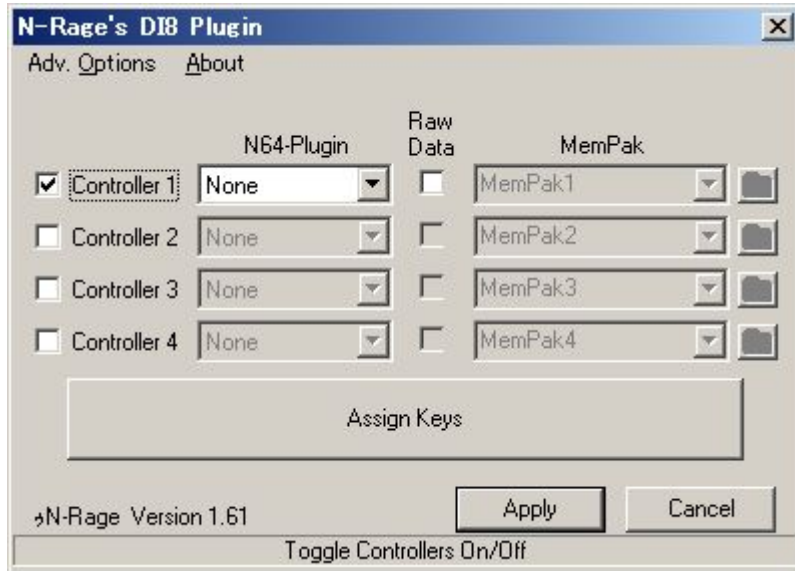 N-Rage's DI8 Plugin
Adv. Options About
N64-Plugin Raw Data MemPak
Controller 1 None MemPak1
Controller 2 None MemPak2
Controller 3 None MemPak3
Controller 4 None MemPak4
Assign Keys
N-Rage Version 1.61 Apply Cancel
Toggle Controllers On/Off